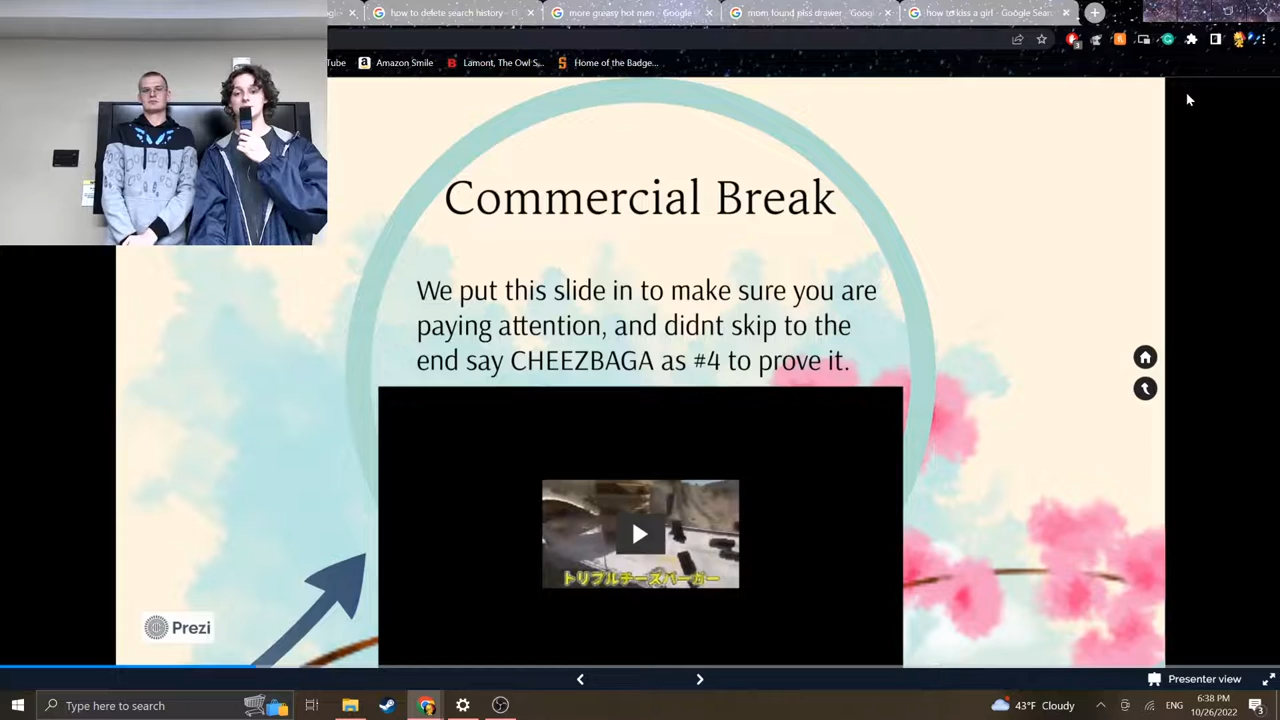 how to delete search history - G
more greasy hot men - Google
mom found piss drawer - Googl
how to kiss a girl - Google Sear
Tube
Amazon Smile
Lamont, The Owl S...
Home of the Badge...
Commercial Break
We put this slide in to make sure you are
paying attention, and didnt skip to the
end say CHEEZBAGA as #4 to prove it.
トリプルチーズバーガー
Prezi
Presenter view
Type here to search
43°F Cloudy
ENG
6:38 PM
10/26/2022